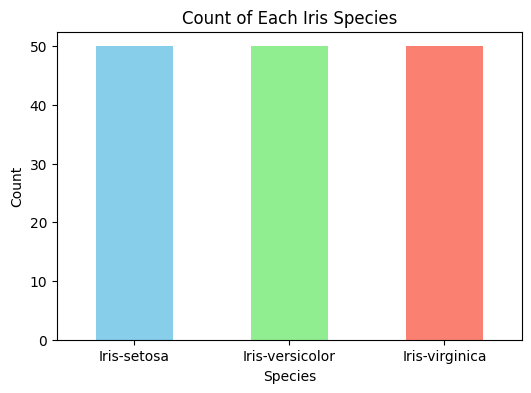 Count of Each Iris Species
50
40
30
20
10
0
Count
Iris-setosa
Iris-versicolor
Iris-virginica
Species